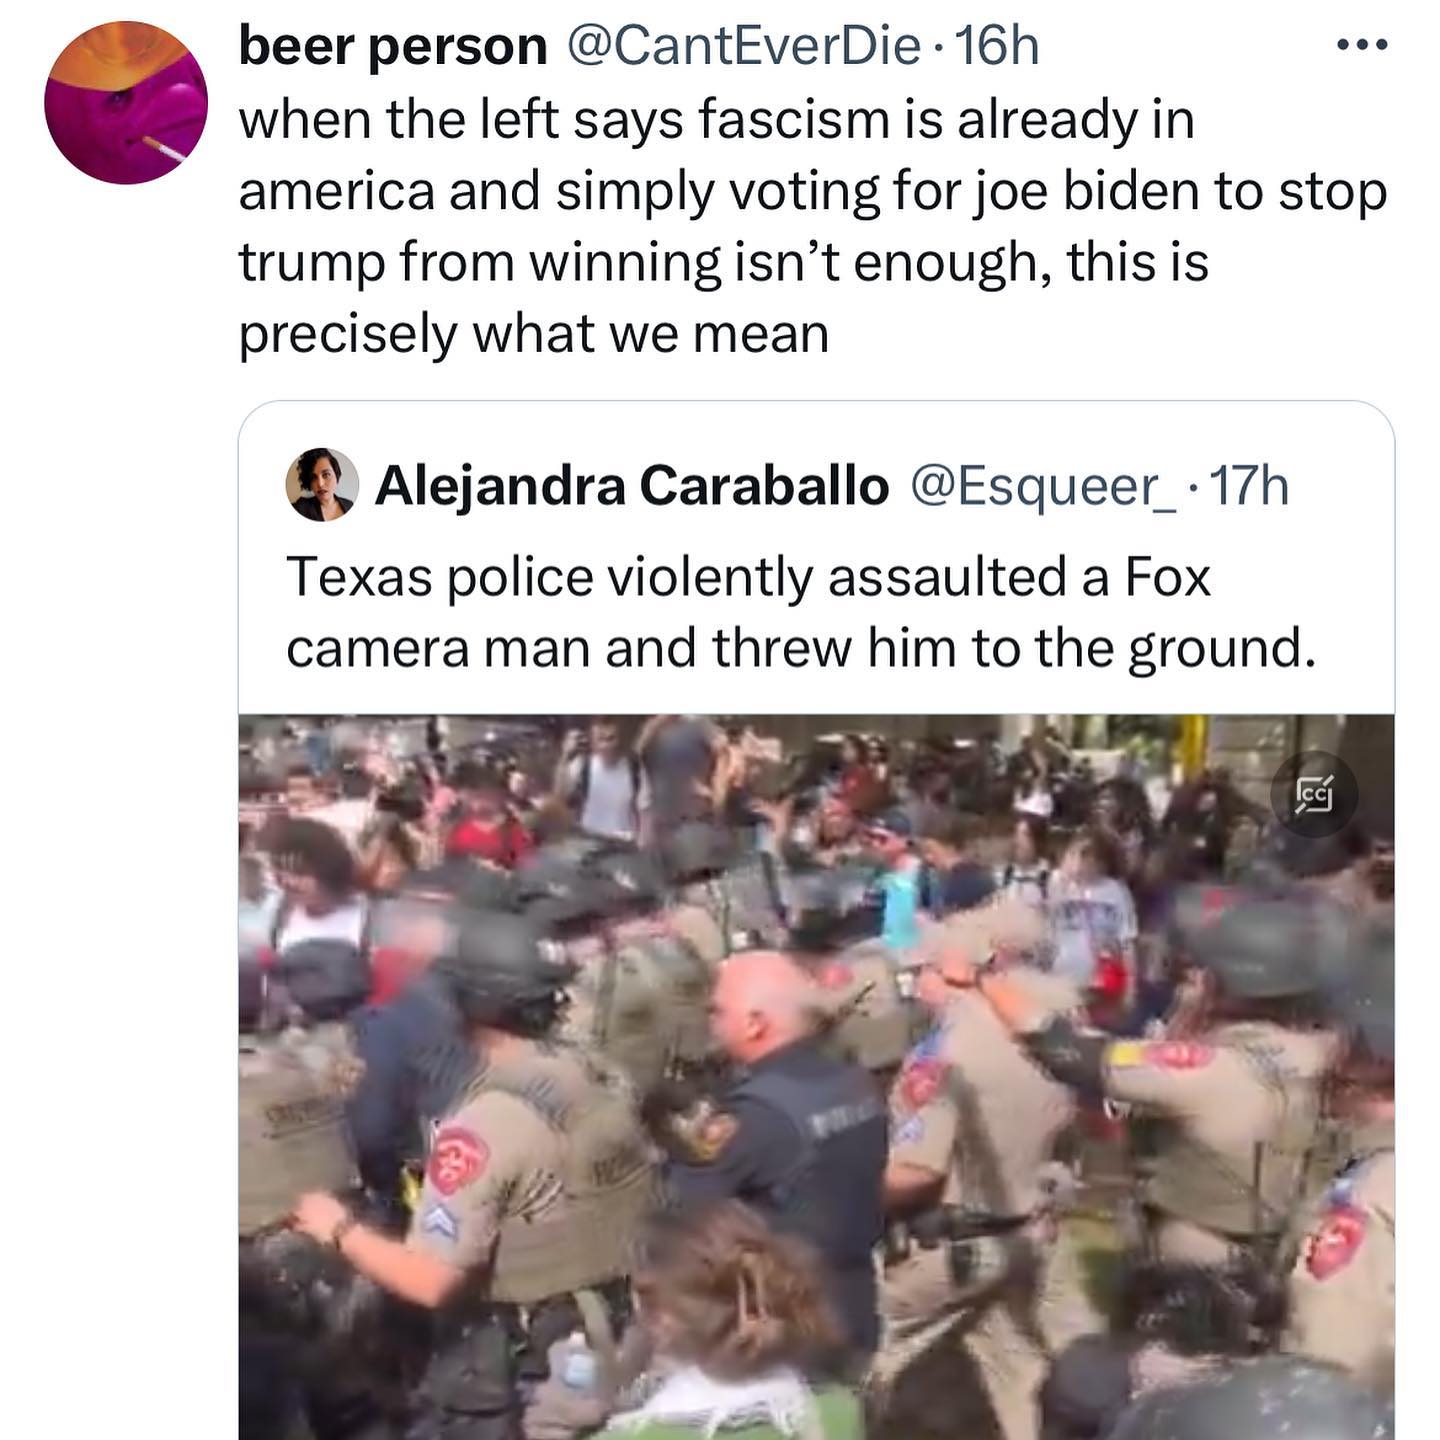 beer person @CantEverDie · 16h
when the left says fascism is already in
america and simply voting for joe biden to stop
trump from winning isn’t enough, this is
precisely what we mean
Alejandra Caraballo @Esqueer_ · 17h
Texas police violently assaulted a Fox
camera man and threw him to the ground.
CC